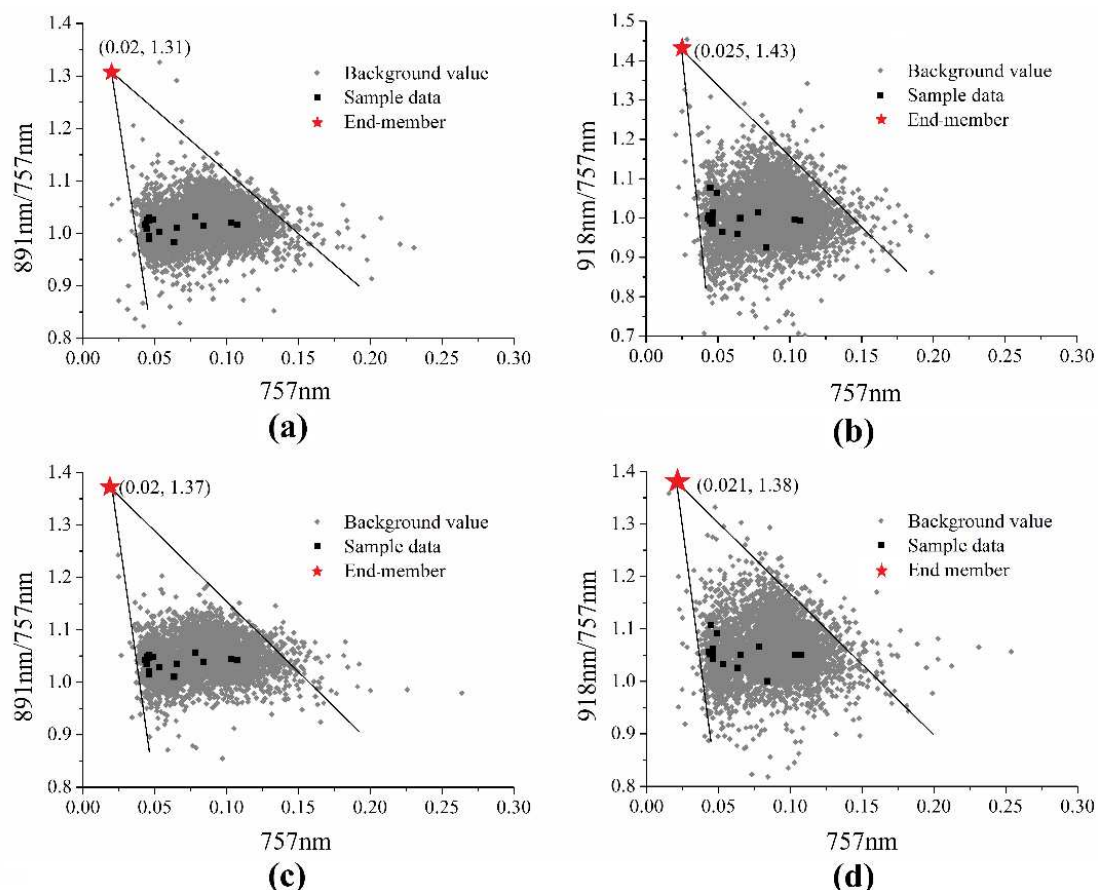 1.4
1.3
1.2
1.1
1.0
0.9
0.8
891nm/757nm
(0.02, 1.31)
Background value
Sample data
End-member
0.00 0.05 0.10 0.15 0.20 0.25 0.30
757nm
(a)
1.5
1.4
1.3
1.2
1.1
1.0
0.9
0.8
0.7
918nm/757nm
(0.025, 1.43)
Background value
Sample data
End-member
0.00 0.05 0.10 0.15 0.20 0.25 0.30
757nm
(b)
1.4
1.3
1.2
1.1
1.0
0.9
0.8
891nm/757nm
(0.02, 1.37)
Background value
Sample data
End-member
0.00 0.05 0.10 0.15 0.20 0.25 0.30
757nm
(c)
1.4
1.3
1.2
1.1
1.0
0.9
0.8
918nm/757nm
(0.021, 1.38)
Background value
Sample data
End member
0.00 0.05 0.10 0.15 0.20 0.25 0.30
757nm
(d)